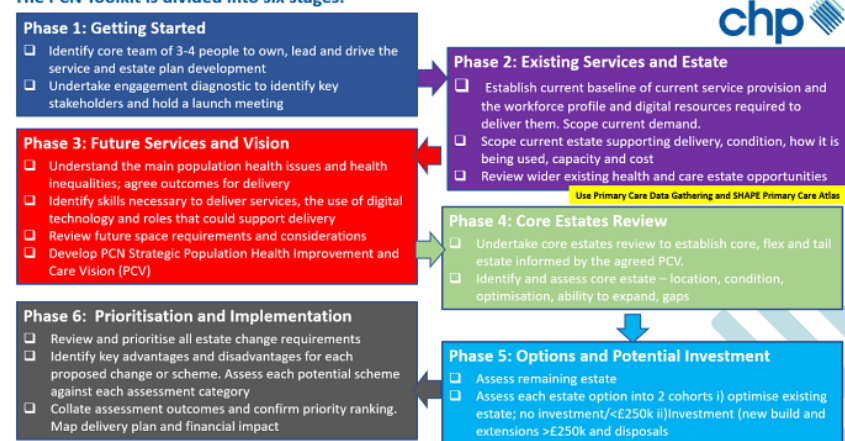 The PCN Toolkit is divided into six stages:
chp
Phase 1: Getting Started
Identify core team of 3-4 people to own, lead and drive the
service and estate plan development
Undertake engagement diagnostic to identify key
stakeholders and hold a launch meeting
Phase 2: Existing Services and Estate
Establish current baseline of current service provision and
the workforce profile and digital resources required to
deliver them. Scope current demand.
Scope current estate supporting delivery, condition, how it is
being used, capacity and cost
Review wider existing health and care estate opportunities
Use Primary Care Data Gathering and SHAPE Primary Care Atlas
Phase 3: Future Services and Vision
Understand the main population health issues and health
inequalities; agree outcomes for delivery
Identify skills necessary to deliver services, the use of digital
technology and roles that could support delivery
Review future space requirements and considerations
Develop PCN Strategic Population Health Improvement and
Care Vision (PCV)
Phase 4: Core Estates Review
Undertake core estates review to establish core, flex and tail
estate informed by the agreed PCV.
Identify and assess core estate – location, condition,
optimisation, ability to expand, gaps
Phase 5: Options and Potential Investment
Assess remaining estate
Assess each estate option into 2 cohorts i) optimise existing
estate; no investment/<£250k ii)Investment (new build and
extensions >£250k and disposals
Phase 6: Prioritisation and Implementation
Review and prioritise all estate change requirements
Identify key advantages and disadvantages for each
proposed change or scheme. Assess each potential scheme
against each assessment category
Collate assessment outcomes and confirm priority ranking.
Map delivery plan and financial impact